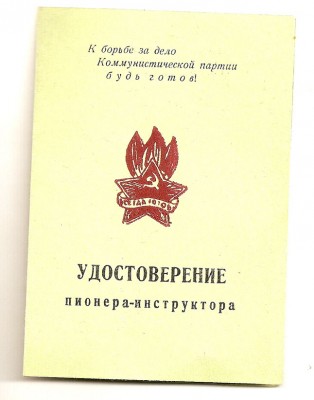 К борьбе за дело
Коммунистической партии
будь готов!
ВСЕГДА ГОТОВ
УДОСТОВЕРЕНИЕ
пионера-инструктора